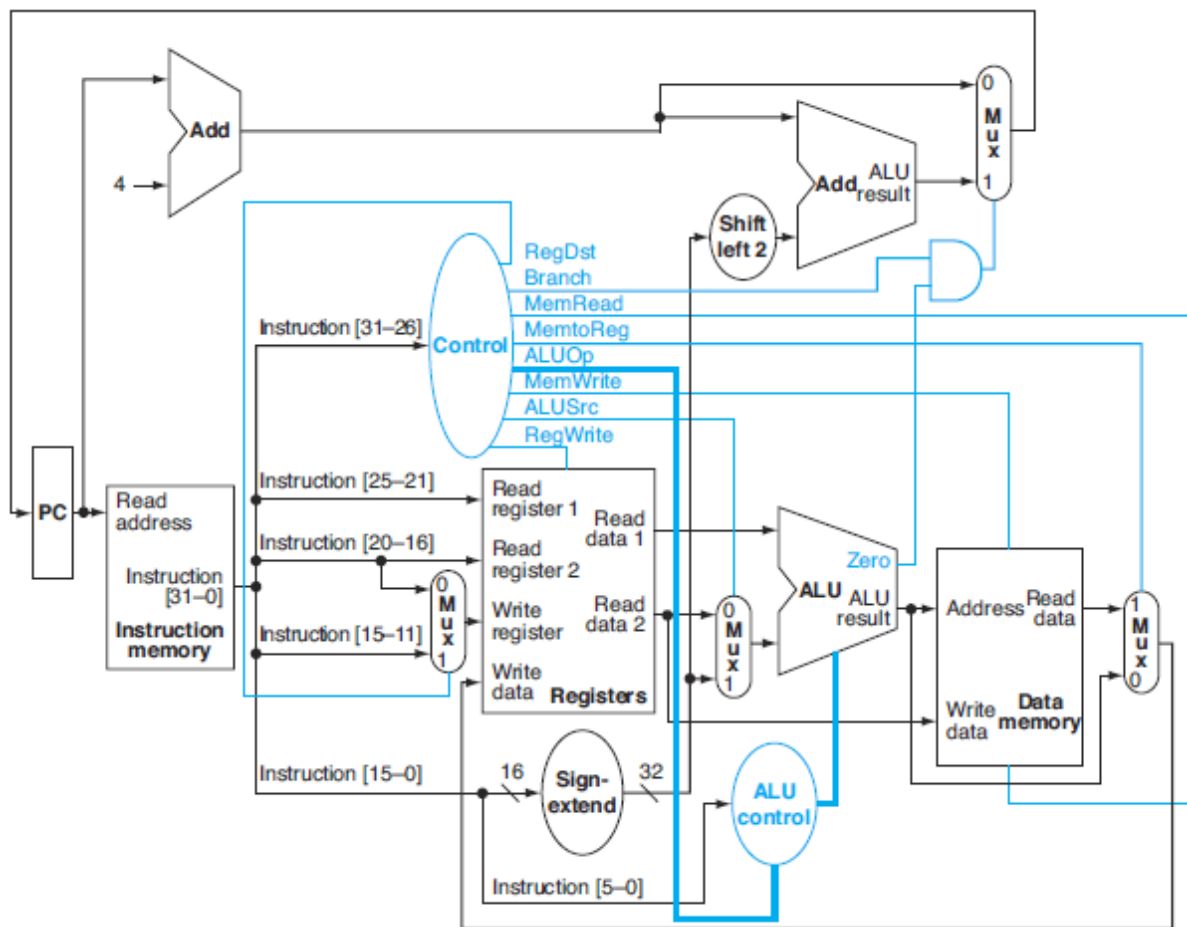 0
M
u
x
1
Add
4
Add
ALU
result
Shift
left 2
RegDst
Branch
MemRead
MemtoReg
ALUOp
MemWrite
ALUSrc
RegWrite
Control
Instruction [31–26]
Instruction [25–21]
Instruction [20–16]
Instruction [15–11]
Instruction [15–0]
Instruction [5–0]
PC
Read
address
Instruction
[31–0]
Instruction
memory
0
M
u
x
1
Read
register 1
Read
register 2
Write
register
Write
data
Read
data 1
Read
data 2
Registers
0
M
u
x
1
Zero
ALU
ALU
result
Address
Read
data
Write
data
Data
memory
1
M
u
x
0
16
Sign-
extend
32
ALU
control